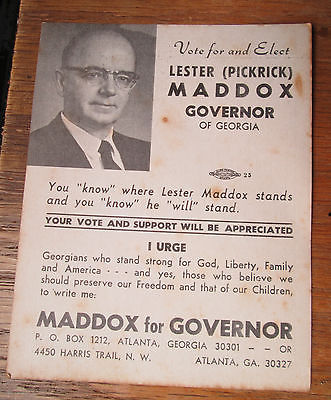 Vote for and Elect
LESTER (PICKRICK)
MADDOX
GOVERNOR
OF GEORGIA
23
You "know" where Lester Maddox stands
and you "know" he "will" stand.
YOUR VOTE AND SUPPORT WILL BE APPRECIATED
I URGE
Georgians who stand strong for God, Liberty, Family
and America - - - and yes, those who believe we
should preserve our Freedom and that of our Children,
to write me:
MADDOX for GOVERNOR
P. O. BOX 1212, ATLANTA, GEORGIA 30301 - - OR
4450 HARRIS TRAIL, N. W. ATLANTA, GA. 30327